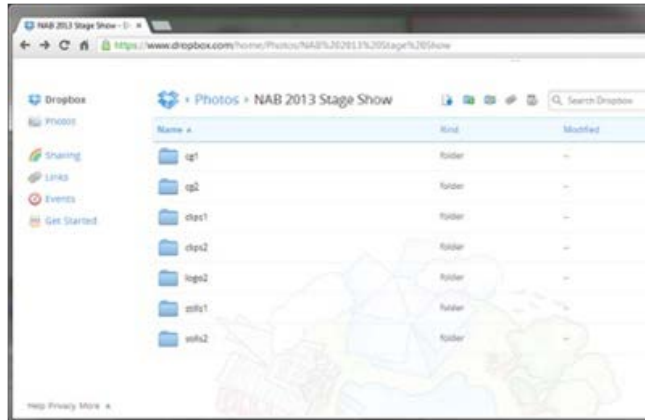 NAB 2013 Stage Show - D
https://www.dropbox.com/home/Photos/NAB%202013%20Stage%20Show
Dropbox
Photos
Sharing
Links
Events
Get Started
Photos NAB 2013 Stage Show
Search Dropbox
Name Kind Modified
cg1 folder --
cg2 folder --
clips1 folder --
clips2 folder --
logo2 folder --
folder --
folder --
Help Privacy More